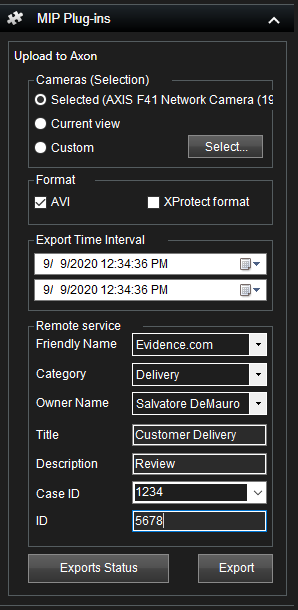 MIP Plug-ins
Upload to Axon
Cameras (Selection)
Selected (AXIS F41 Network Camera (19
Current view
Custom
Select...
Format
AVI
XProtect format
Export Time Interval
9/ 9/2020 12:34:36 PM
9/ 9/2020 12:34:36 PM
Remote service
Friendly Name Evidence.com
Category Delivery
Owner Name Salvatore DeMauro
Title Customer Delivery
Description Review
Case ID 1234
ID 5678
Exports Status Export